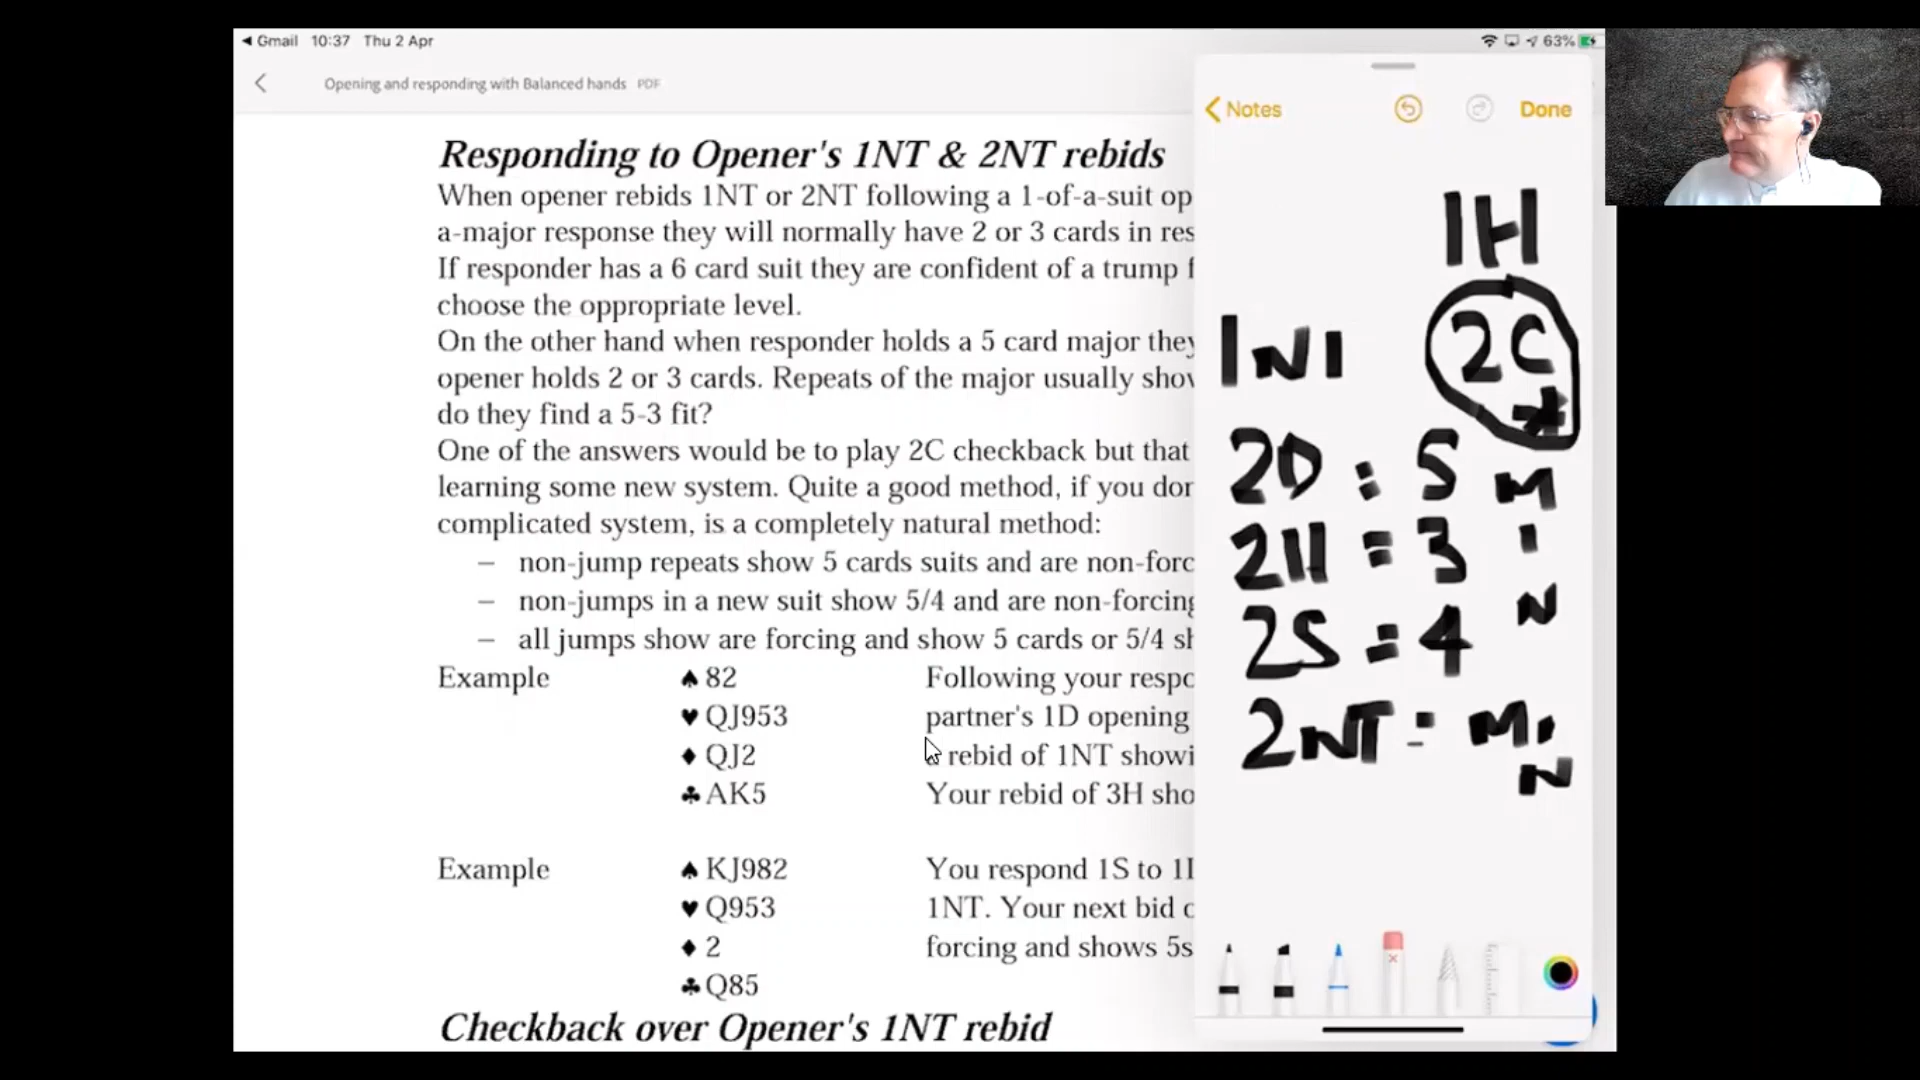 Gmail 10:37 Thu 2 Apr
63%
Opening and responding with Balanced hands PDF
Responding to Opener's 1NT & 2NT rebids
When opener rebids 1NT or 2NT following a 1-of-a-suit op
a-major response they will normally have 2 or 3 cards in res
If responder has a 6 card suit they are confident of a trump f
choose the oppropriate level.
On the other hand when responder holds a 5 card major they
opener holds 2 or 3 cards. Repeats of the major usually show
do they find a 5-3 fit?
One of the answers would be to play 2C checkback but that
learning some new system. Quite a good method, if you don
complicated system, is a completely natural method:
– non-jump repeats show 5 cards suits and are non-forc
– non-jumps in a new suit show 5/4 and are non-forcing
– all jumps show are forcing and show 5 cards or 5/4 sh
Example ♠ 82 Following your respo
♥ QJ953 partner's 1D opening
♦ QJ2 rebid of 1NT showi
♣ AK5 Your rebid of 3H sho
Example ♠ KJ982 You respond 1S to 1D
♥ Q953 1NT. Your next bid o
♦ 2 forcing and shows 5s
♣ Q85
Checkback over Opener's 1NT rebid
Notes Done
1H
1NT 2C
2D : 5 M
2H = 3 I
2S = 4 N
2NT = M I
N